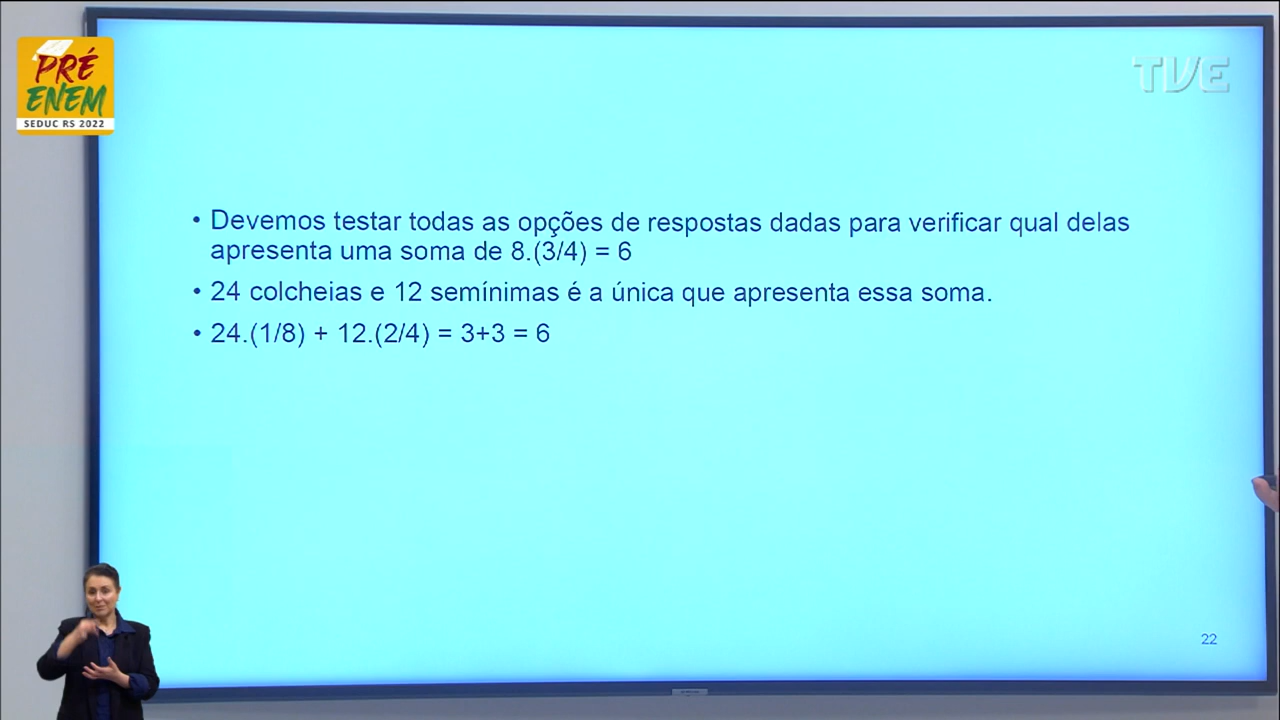 PRÉ
ENEM
SEDUC RS 2022
TVE
• Devemos testar todas as opções de respostas dadas para verificar qual delas
apresenta uma soma de 8.(3/4) = 6
• 24 colcheias e 12 semínimas é a única que apresenta essa soma.
• 24.(1/8) + 12.(2/4) = 3+3 = 6
22